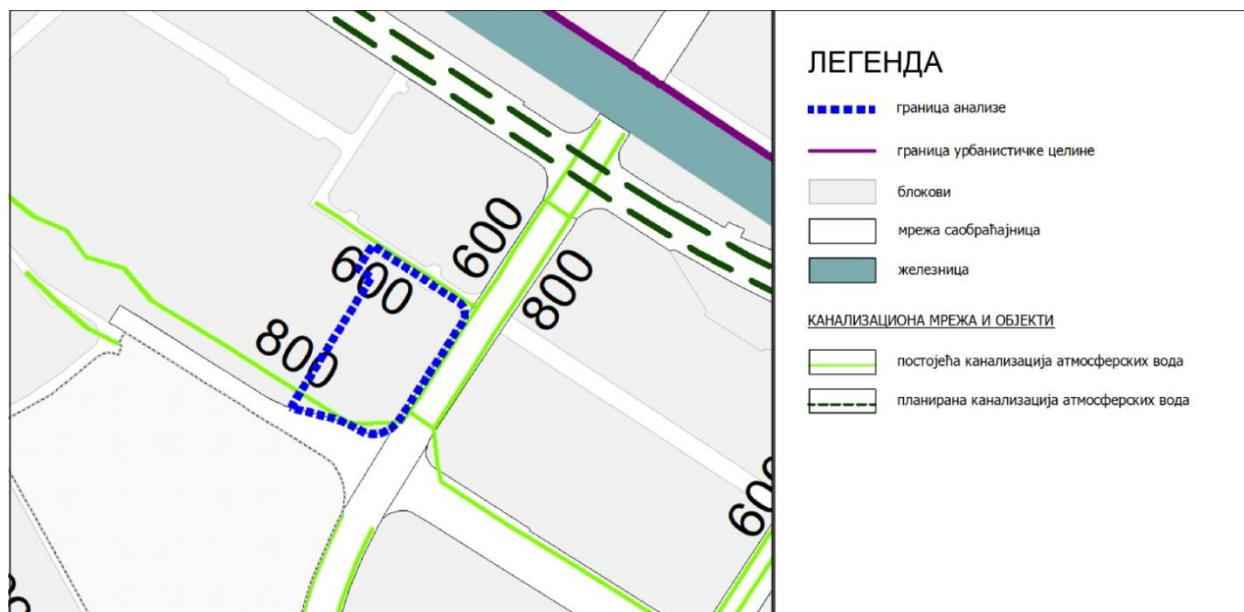 600
800
600
800
600
ЛЕГЕНДА
граница анализе
граница урбанистичке целине
блокови
мрежа саобраћајница
железница
КАНАЛИЗАЦИОНА МРЕЖА И ОБЈЕКТИ
постојећа канализација атмосферских вода
планирана канализација атмосферских вода